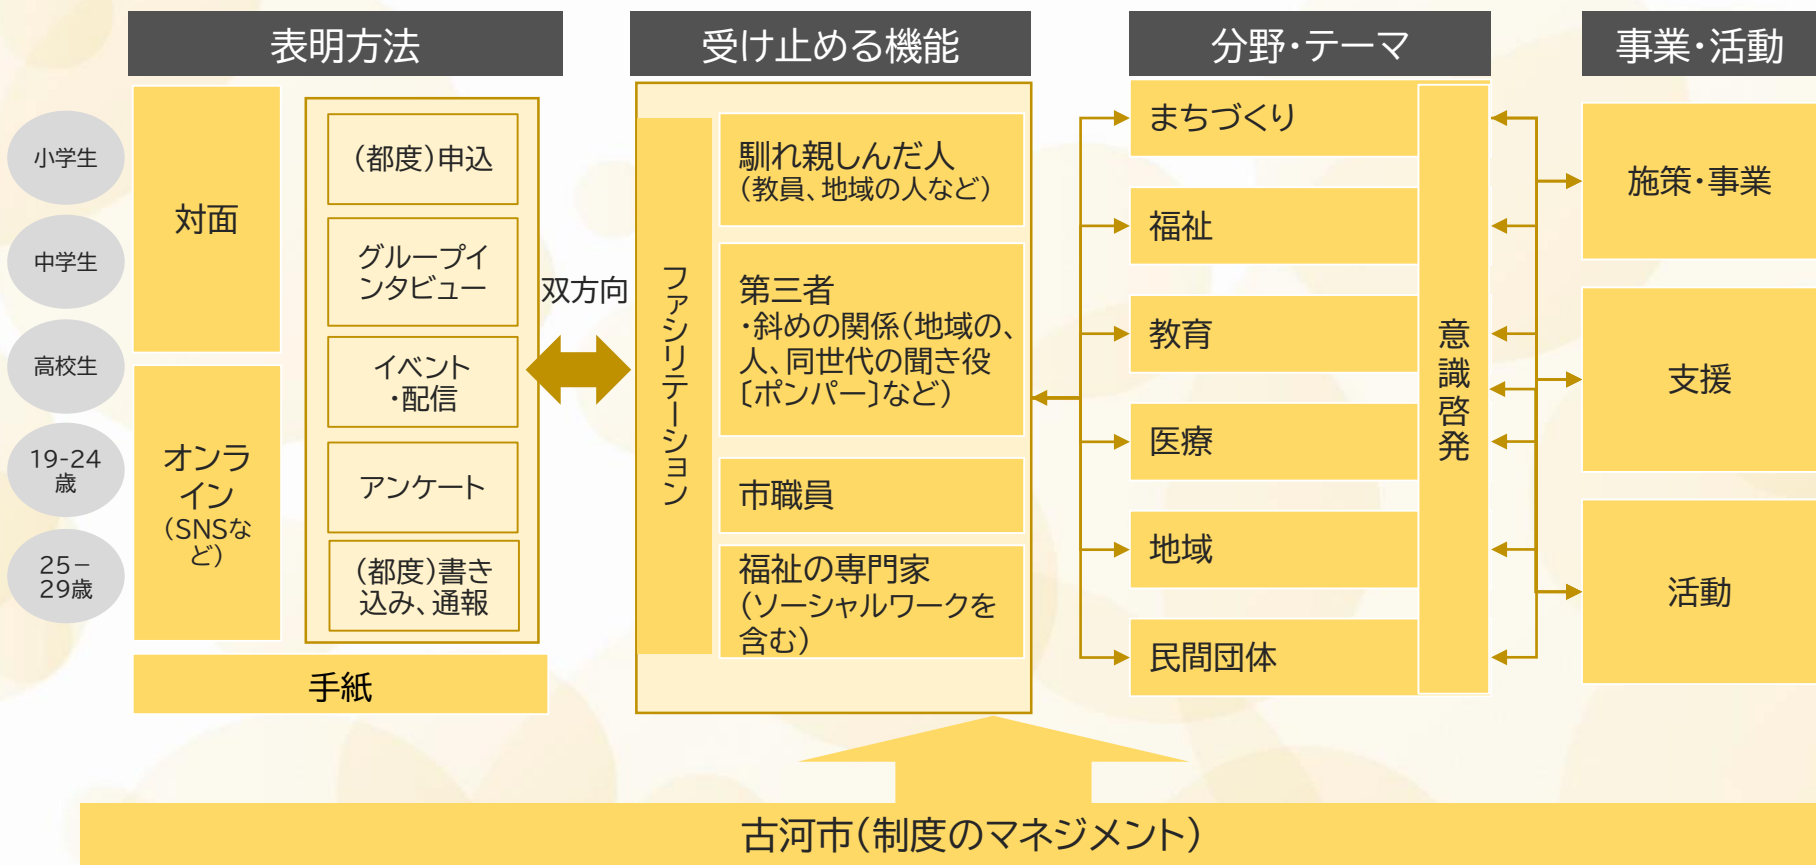 表明方法
受け止める機能
分野・テーマ
事業・活動
小学生
中学生
高校生
19-24
歳
25－
29歳
対面
オンラ
イン
（SNSな
ど）
手紙
（都度）申込
グループイ
ンタビュー
イベント
・配信
アンケート
（都度）書き
込み、通報
双方向
ファシリテーション
馴れ親しんだ人
（教員、地域の人など）
第三者
・斜めの関係（地域の、
人、同世代の聞き役
〔ポンパー〕など）
市職員
福祉の専門家
（ソーシャルワークを
含む）
まちづくり
福祉
教育
医療
地域
民間団体
意識啓発
施策・事業
支援
活動
古河市（制度のマネジメント）